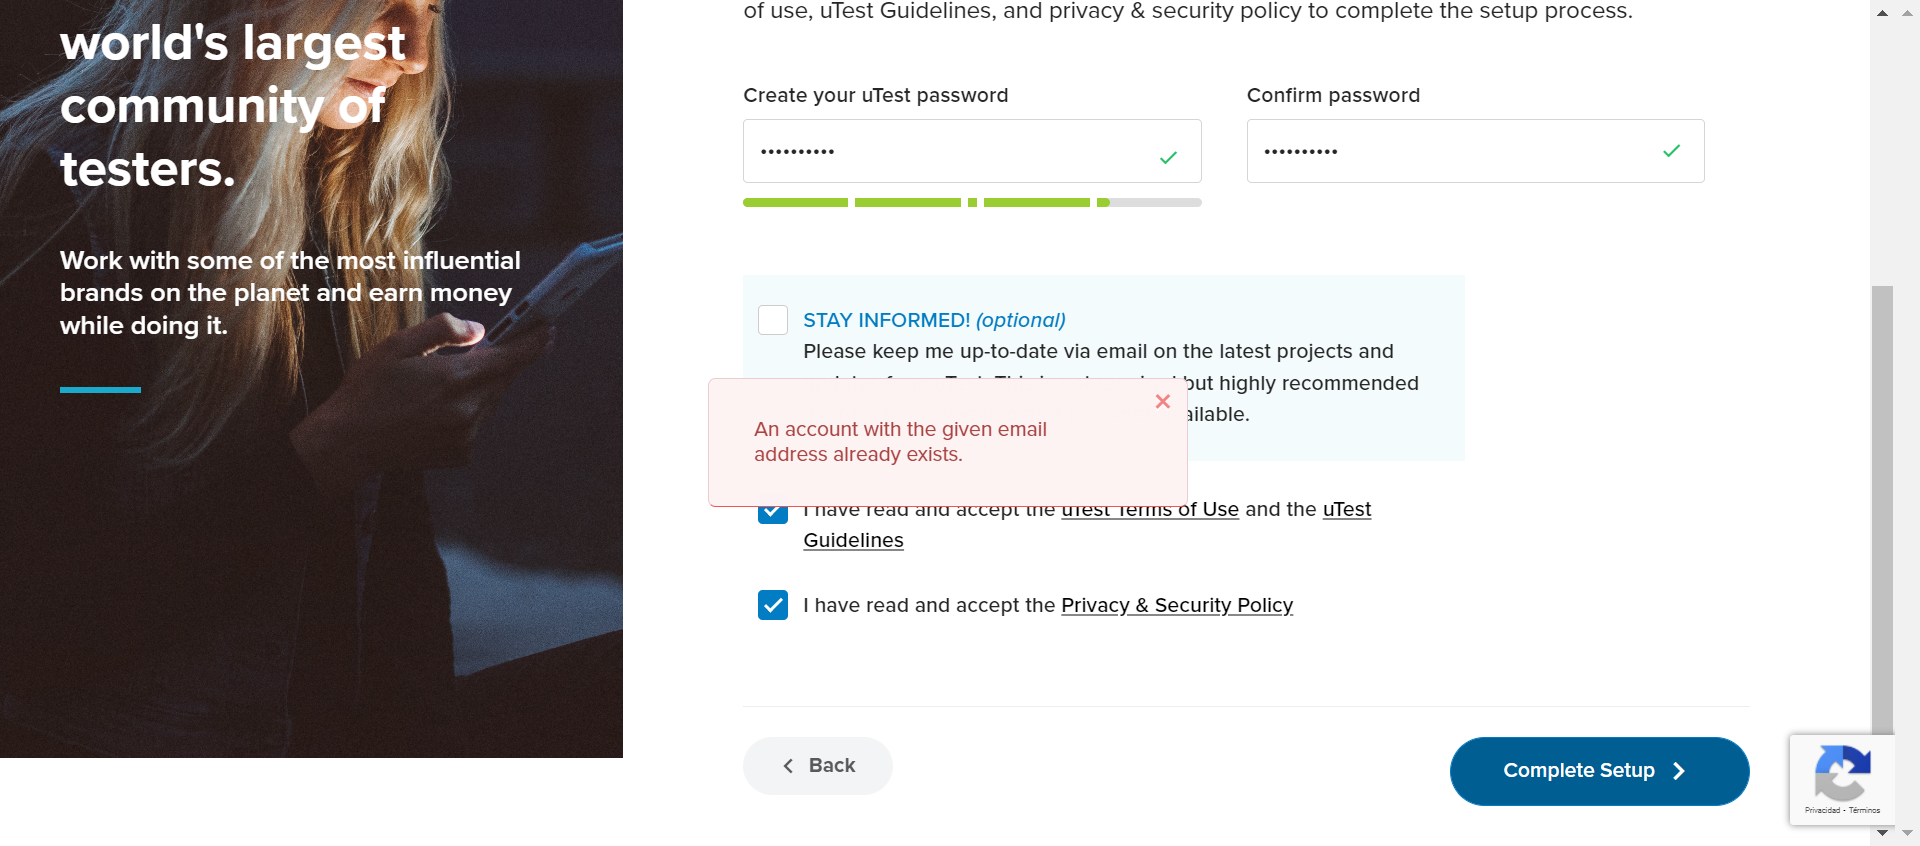 world's largest
community of
testers.
Work with some of the most influential
brands on the planet and earn money
while doing it.
of use, uTest Guidelines, and privacy & security policy to complete the setup process.
Create your uTest password
Confirm password
••••••••••
••••••••••
STAY INFORMED! (optional)
Please keep me up-to-date via email on the latest projects and
but highly recommended
An account with the given email
address already exists.
I have read and accept the uTest Terms of Use and the uTest
Guidelines
I have read and accept the Privacy & Security Policy
Back
Complete Setup
Privacidad - Términos